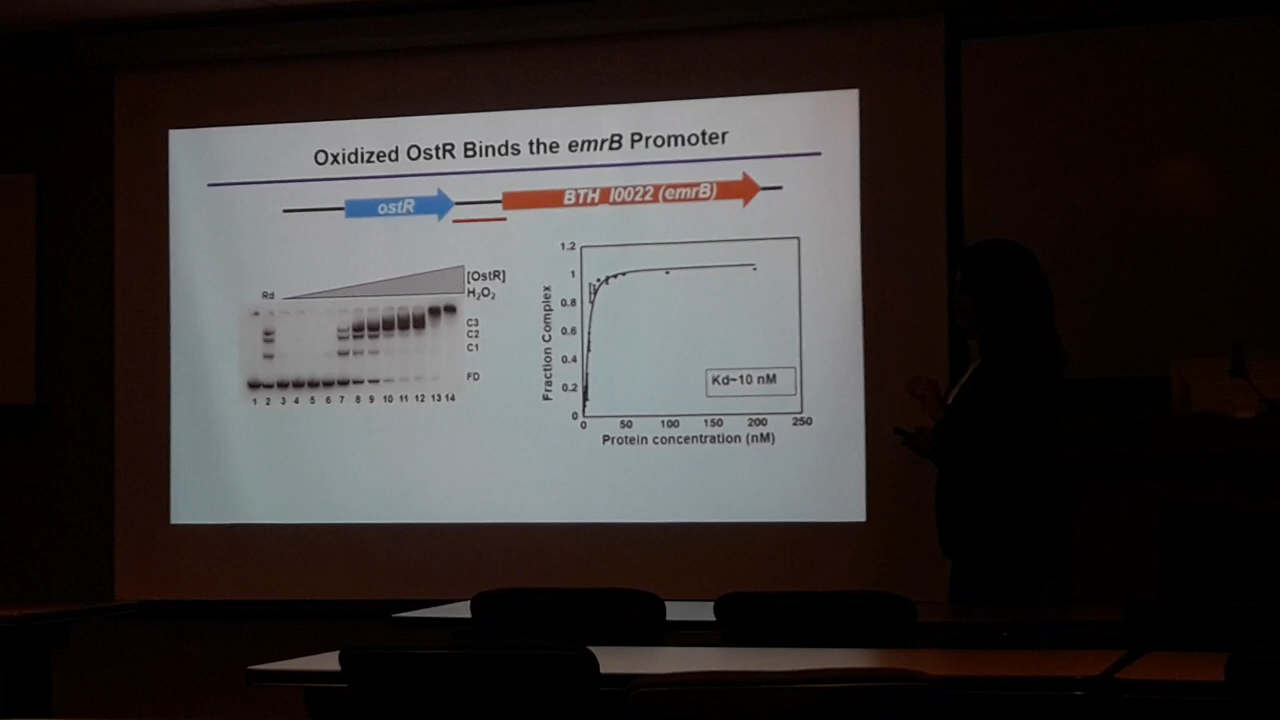 Oxidized OstR Binds the emrB Promoter
ostR
BTH_I0022 (emrB)
[OstR]
Rd
H₂O₂
C3
C2
C1
FD
1 2 3 4 5 6 7 8 9 10 11 12 13 14
Fraction Complex
1.2
1
0.8
0.6
0.4
0.2
0
Kd~10 nM
0 50 100 150 200 250
Protein concentration (nM)